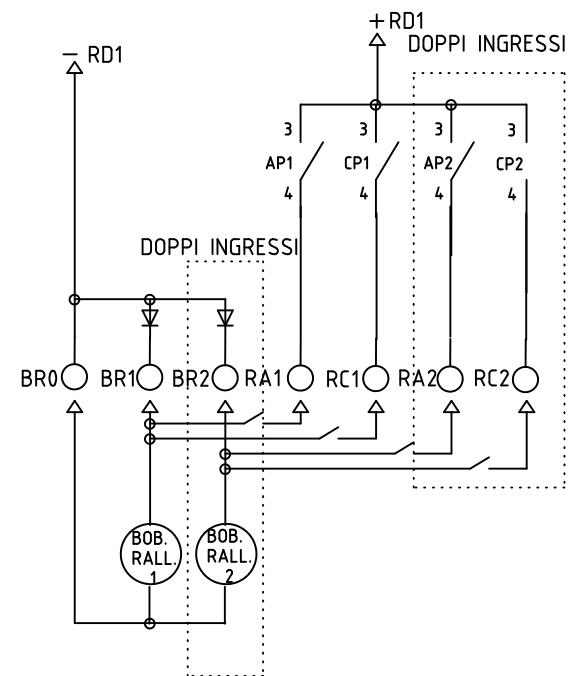 + RD1
DOPPI INGRESSI
− RD1
3 3 3 3
AP1 CP1 AP2 CP2
4 4 4 4
DOPPI INGRESSI
BR0 BR1 BR2 RA1 RC1 RA2 RC2
BOB.
RALL.
1
BOB.
RALL.
2